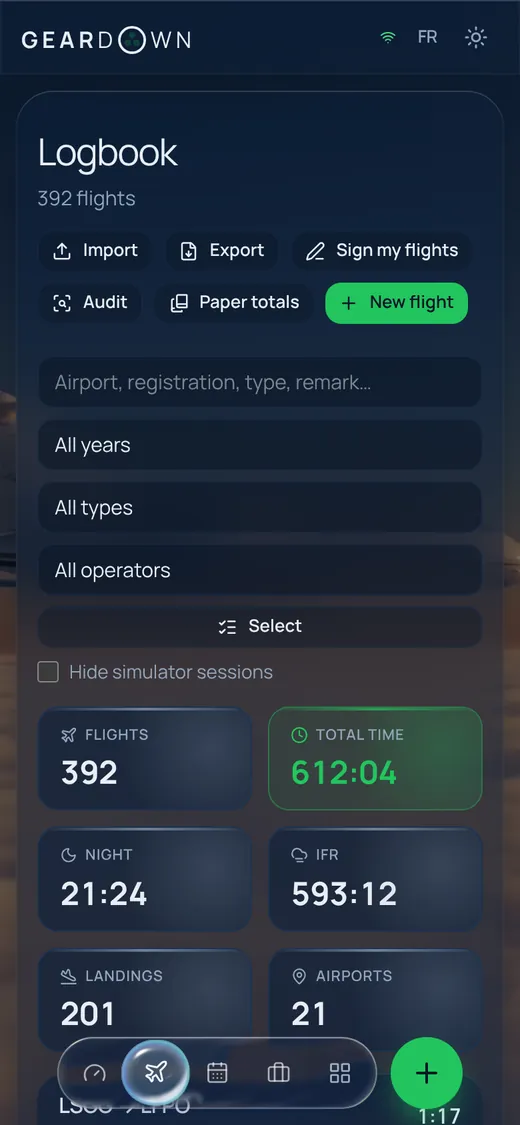 GEARDOWN
FR
Logbook
392 flights
Import
Export
Sign my flights
Audit
Paper totals
New flight
Airport, registration, type, remark...
All years
All types
All operators
Select
Hide simulator sessions
FLIGHTS
392
TOTAL TIME
612:04
NIGHT
21:24
IFR
593:12
LANDINGS
201
AIRPORTS
21
1:17